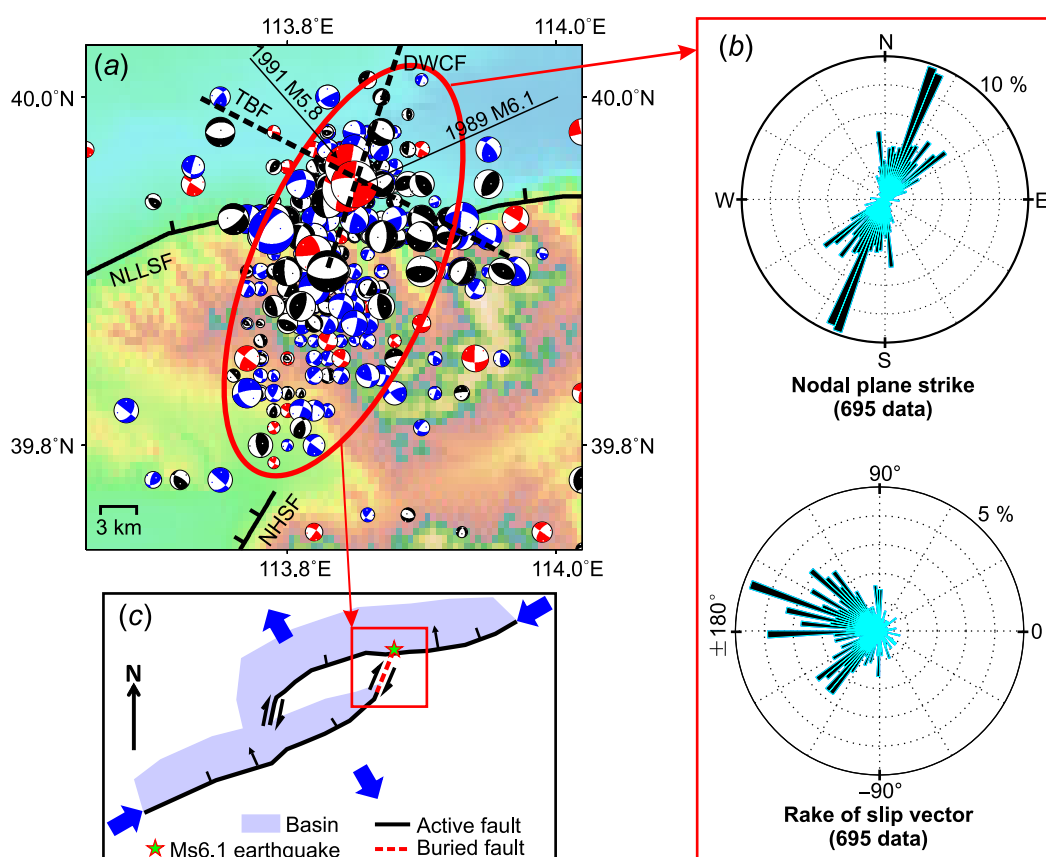 113.8°E
114.0°E
(a)
DWCF
1991 M5.8
TBF
1989 M6.1
40.0°N
40.0°N
NLLSF
39.8°N
39.8°N
3 km
NHSF
113.8°E
114.0°E
(b)
N
10 %
W
E
S
Nodal plane strike
(695 data)
90°
5 %
±180°
0
−90°
Rake of slip vector
(695 data)
(c)
N
Basin
Active fault
Ms6.1 earthquake
Buried fault